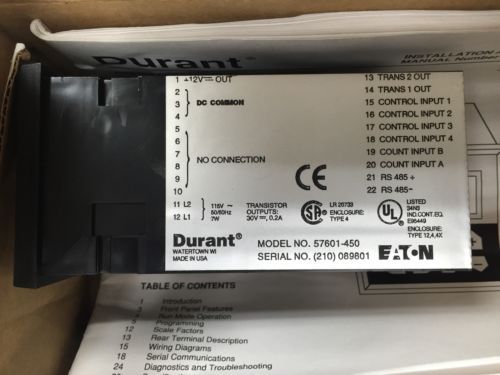 Durant
INSTALLATION
MANUAL Number
1 +12V OUT
2
3 DC COMMON
4
5
6
7 NO CONNECTION
8
9
10
11 L2
12 L1
115V ~
50/60Hz
7W
TRANSISTOR
OUTPUTS:
30V, 0.2A
13 TRANS 2 OUT
14 TRANS 1 OUT
15 CONTROL INPUT 1
16 CONTROL INPUT 2
17 CONTROL INPUT 3
18 CONTROL INPUT 4
19 COUNT INPUT B
20 COUNT INPUT A
21 RS 485 +
22 RS 485-
CE
SA
LR 26733
ENCLOSURE:
TYPE 4
UL
LISTED
34N3
IND.CONT.EQ.
E96449
ENCLOSURE:
TYPE 12,4,4X
Durant®
WATERTOWN WI
MADE IN USA
MODEL NO. 57601-450
SERIAL NO. (210) 089801
EATON
TABLE OF CONTENTS
1 Introduction
3 Front Panel Features
Run Mode Operation
5 Programming
12 Scale Factors
13 Rear Terminal Description
15 Wiring Diagrams
18 Serial Communications
24 Diagnostics and Troubleshooting